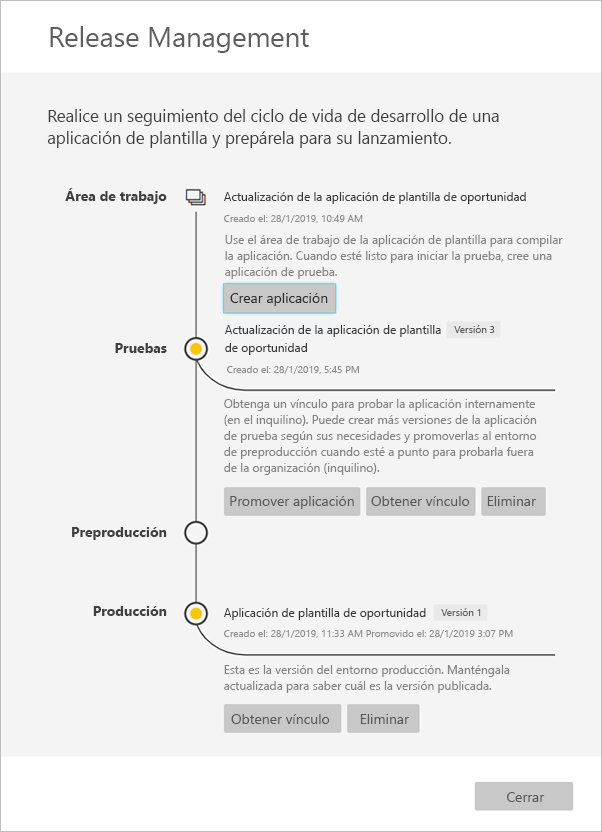 Release Management
Realice un seguimiento del ciclo de vida de desarrollo de una
aplicación de plantilla y prepárela para su lanzamiento.
Área de trabajo
Actualización de la aplicación de plantilla de oportunidad
Creado el: 28/1/2019, 10:49 AM
Use el área de trabajo de la aplicación de plantilla para compilar
la aplicación. Cuando esté listo para iniciar la prueba, cree una
aplicación de prueba.
Crear aplicación
Pruebas
Actualización de la aplicación de plantilla Versión 3
de oportunidad
Creado el: 28/1/2019, 5:45 PM
Obtenga un vínculo para probar la aplicación internamente
(en el inquilino). Puede crear más versiones de la aplicación
de prueba según sus necesidades y promoverlas al entorno
de preproducción cuando esté a punto para probarla fuera
de la organización (inquilino).
Promover aplicación Obtener vínculo Eliminar
Preproducción
Producción
Aplicación de plantilla de oportunidad Versión 1
Creado el: 28/1/2019, 11:33 AM Promovido el: 28/1/2019 3:07 PM
Esta es la versión del entorno producción. Manténgala
actualizada para saber cuál es la versión publicada.
Obtener vínculo Eliminar
Cerrar